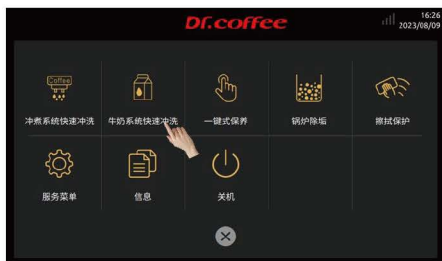 Dr.coffee
16:26
2023/08/09
Coffee
冲煮系统快速冲洗
牛奶系统快速冲洗
一键式保养
锅炉除垢
擦拭保护
服务菜单
信息
关机